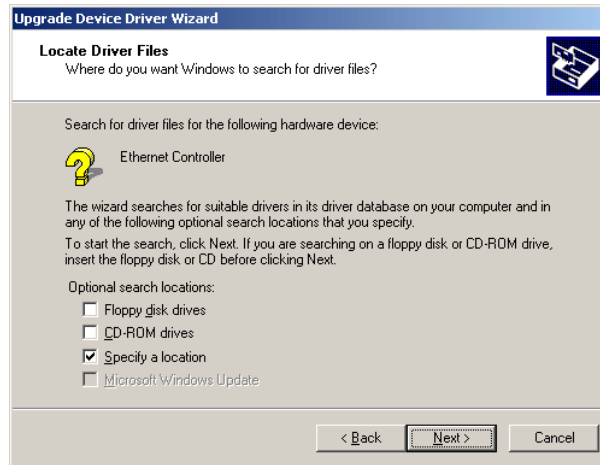 Upgrade Device Driver Wizard
Locate Driver Files
Where do you want Windows to search for driver files?
Search for driver files for the following hardware device:
Ethernet Controller
The wizard searches for suitable drivers in its driver database on your computer and in
any of the following optional search locations that you specify.
To start the search, click Next. If you are searching on a floppy disk or CD-ROM drive,
insert the floppy disk or CD before clicking Next.
Optional search locations:
Floppy disk drives
CD-ROM drives
Specify a location
Microsoft Windows Update
< Back Next > Cancel